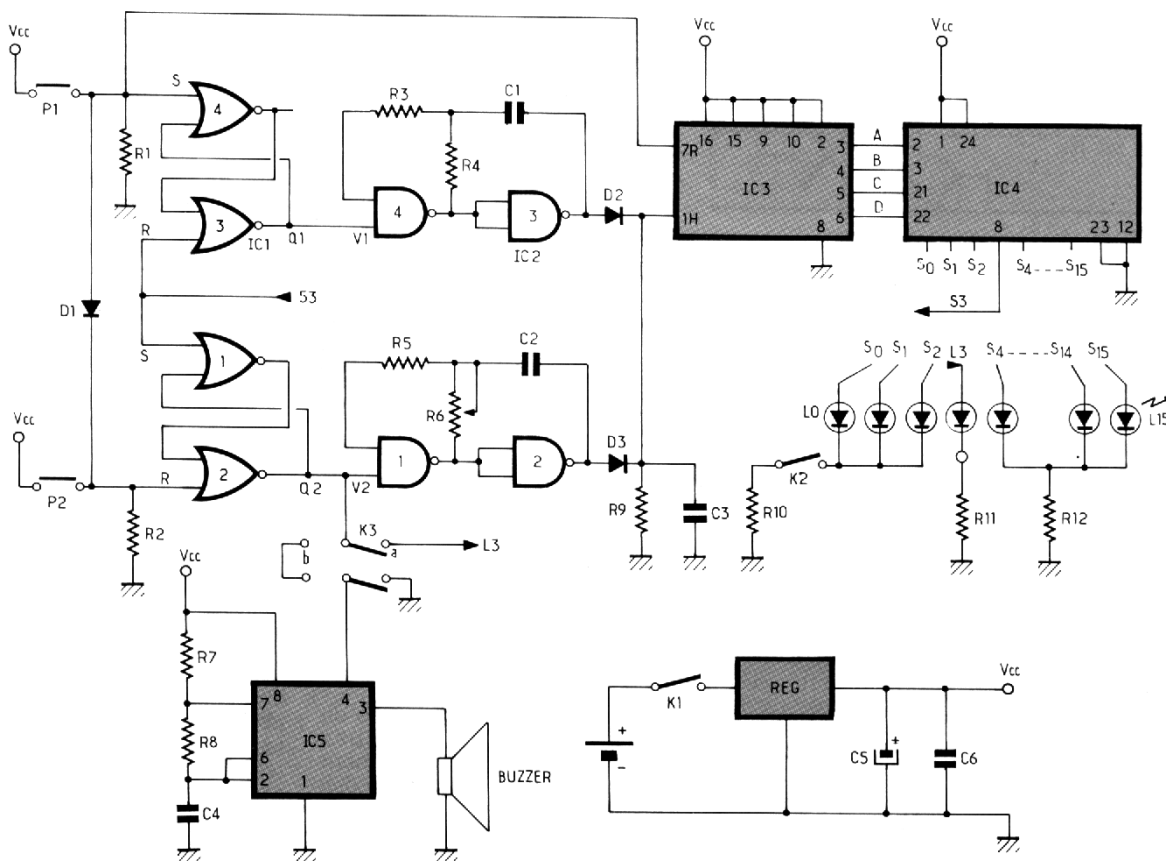 Vcc
P1
S
4
R1
R
3
IC1
Q1
D1
S3
S
1
Vcc
P2
R
2
R2
Q2
V2
R3
C1
R4
4
V1
3
IC2
D2
R5
C2
R6
1
2
D3
R9
C3
K3
b
a
L3
Vcc
16 15 9 10 2
7R
3
4
IC3
5
1H
6
8
A
B
C
D
Vcc
1 24
2
3
IC4
21
22
8
23 12
S0 S1 S2 S4----S15
S3
S0 S1 S2 L3 S4-----S14 S15
L0
L15
K2
R10
R11
R12
Vcc
R7
8
4
7
3
IC5
R8
6
2
1
C4
BUZZER
K1
REG
Vcc
+
-
C5
+
C6